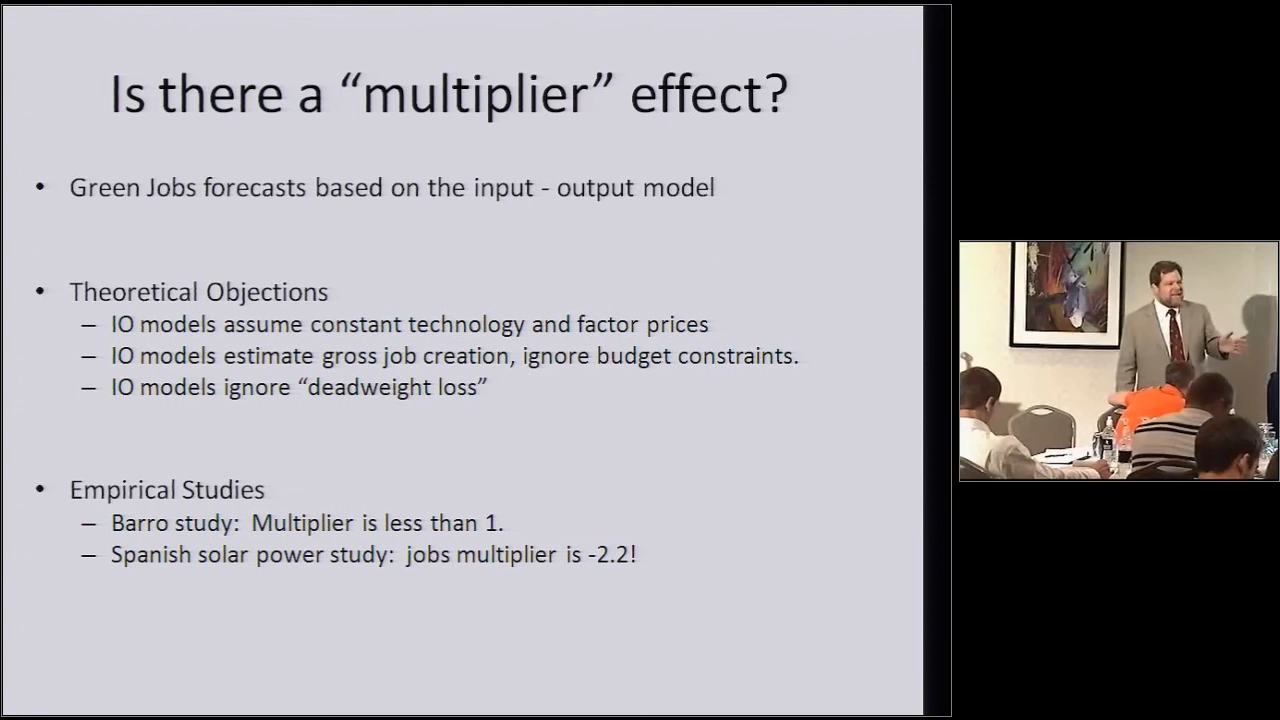 Is there a “multiplier” effect?
• Green Jobs forecasts based on the input - output model
• Theoretical Objections
– IO models assume constant technology and factor prices
– IO models estimate gross job creation, ignore budget constraints.
– IO models ignore “deadweight loss”
• Empirical Studies
– Barro study: Multiplier is less than 1.
– Spanish solar power study: jobs multiplier is -2.2!